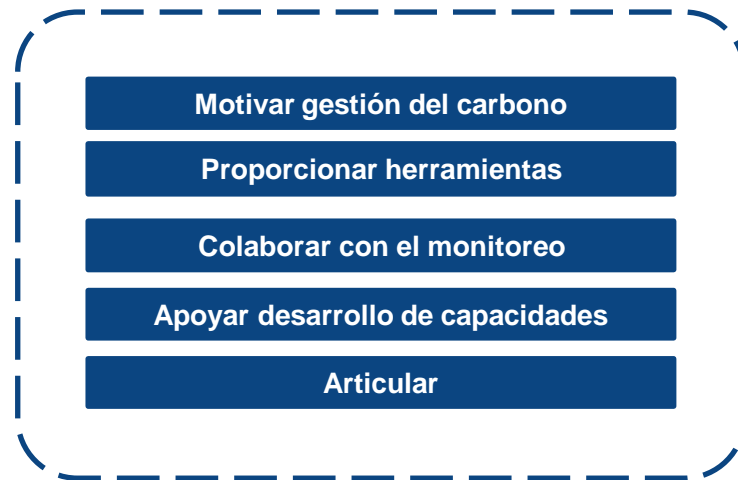 Motivar gestión del carbono
Proporcionar herramientas
Colaborar con el monitoreo
Apoyar desarrollo de capacidades
Articular